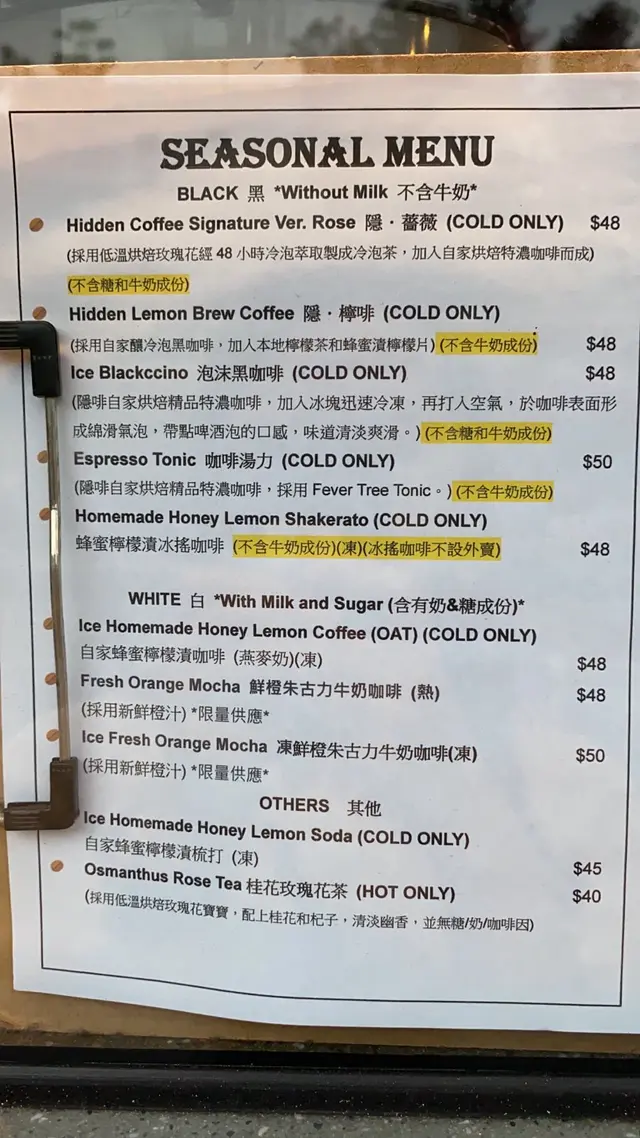 SEASONAL MENU
BLACK 黑 *Without Milk 不含牛奶*
Hidden Coffee Signature Ver. Rose 隱．薔薇 (COLD ONLY) $48
(採用低溫烘焙玫瑰花經 48 小時冷泡萃取製成冷泡茶，加入自家烘焙特濃咖啡而成)
(不含糖和牛奶成份)
Hidden Lemon Brew Coffee 隱．檸啡 (COLD ONLY)
(採用自家釀冷泡黑咖啡，加入本地檸檬茶和蜂蜜漬檸檬片) (不含牛奶成份) $48
Ice Blackccino 泡沫黑咖啡 (COLD ONLY) $48
(隱啡自家烘焙精品特濃咖啡，加入冰塊迅速冷凍，再打入空氣，於咖啡表面形
成綿滑氣泡，帶點啤酒泡的口感，味道清淡爽滑。) (不含糖和牛奶成份)
Espresso Tonic 咖啡湯力 (COLD ONLY) $50
(隱啡自家烘焙精品特濃咖啡，採用 Fever Tree Tonic。) (不含牛奶成份)
Homemade Honey Lemon Shakerato (COLD ONLY)
蜂蜜檸檬漬冰搖咖啡 (不含牛奶成份)(凍)(冰搖咖啡不設外賣) $48
WHITE 白 *With Milk and Sugar (含有奶&糖成份)*
Ice Homemade Honey Lemon Coffee (OAT) (COLD ONLY)
自家蜂蜜檸檬漬咖啡 (燕麥奶)(凍) $48
Fresh Orange Mocha 鮮橙朱古力牛奶咖啡 (熱) $48
(採用新鮮橙汁) *限量供應*
Ice Fresh Orange Mocha 凍鮮橙朱古力牛奶咖啡(凍) $50
(採用新鮮橙汁) *限量供應*
OTHERS 其他
Ice Homemade Honey Lemon Soda (COLD ONLY)
自家蜂蜜檸檬漬梳打 (凍) $45
Osmanthus Rose Tea 桂花玫瑰花茶 (HOT ONLY) $40
(採用低溫烘焙玫瑰花寶寶，配上桂花和杞子，清淡幽香，並無糖/奶/咖啡因)